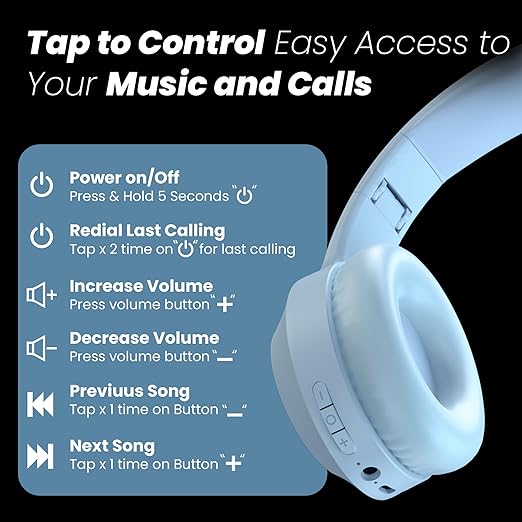 Tap to Control Easy Access to
Your Music and Calls
Power on/Off
Press & Hold 5 Seconds "⏻"
Redial Last Calling
Tap x 2 time on"⏻"for last calling
Increase Volume
Press volume button "+"
Decrease Volume
Press volume button "–"
Previuus Song
Tap x 1 time on Button "–"
Next Song
Tap x 1 time on Button "+"